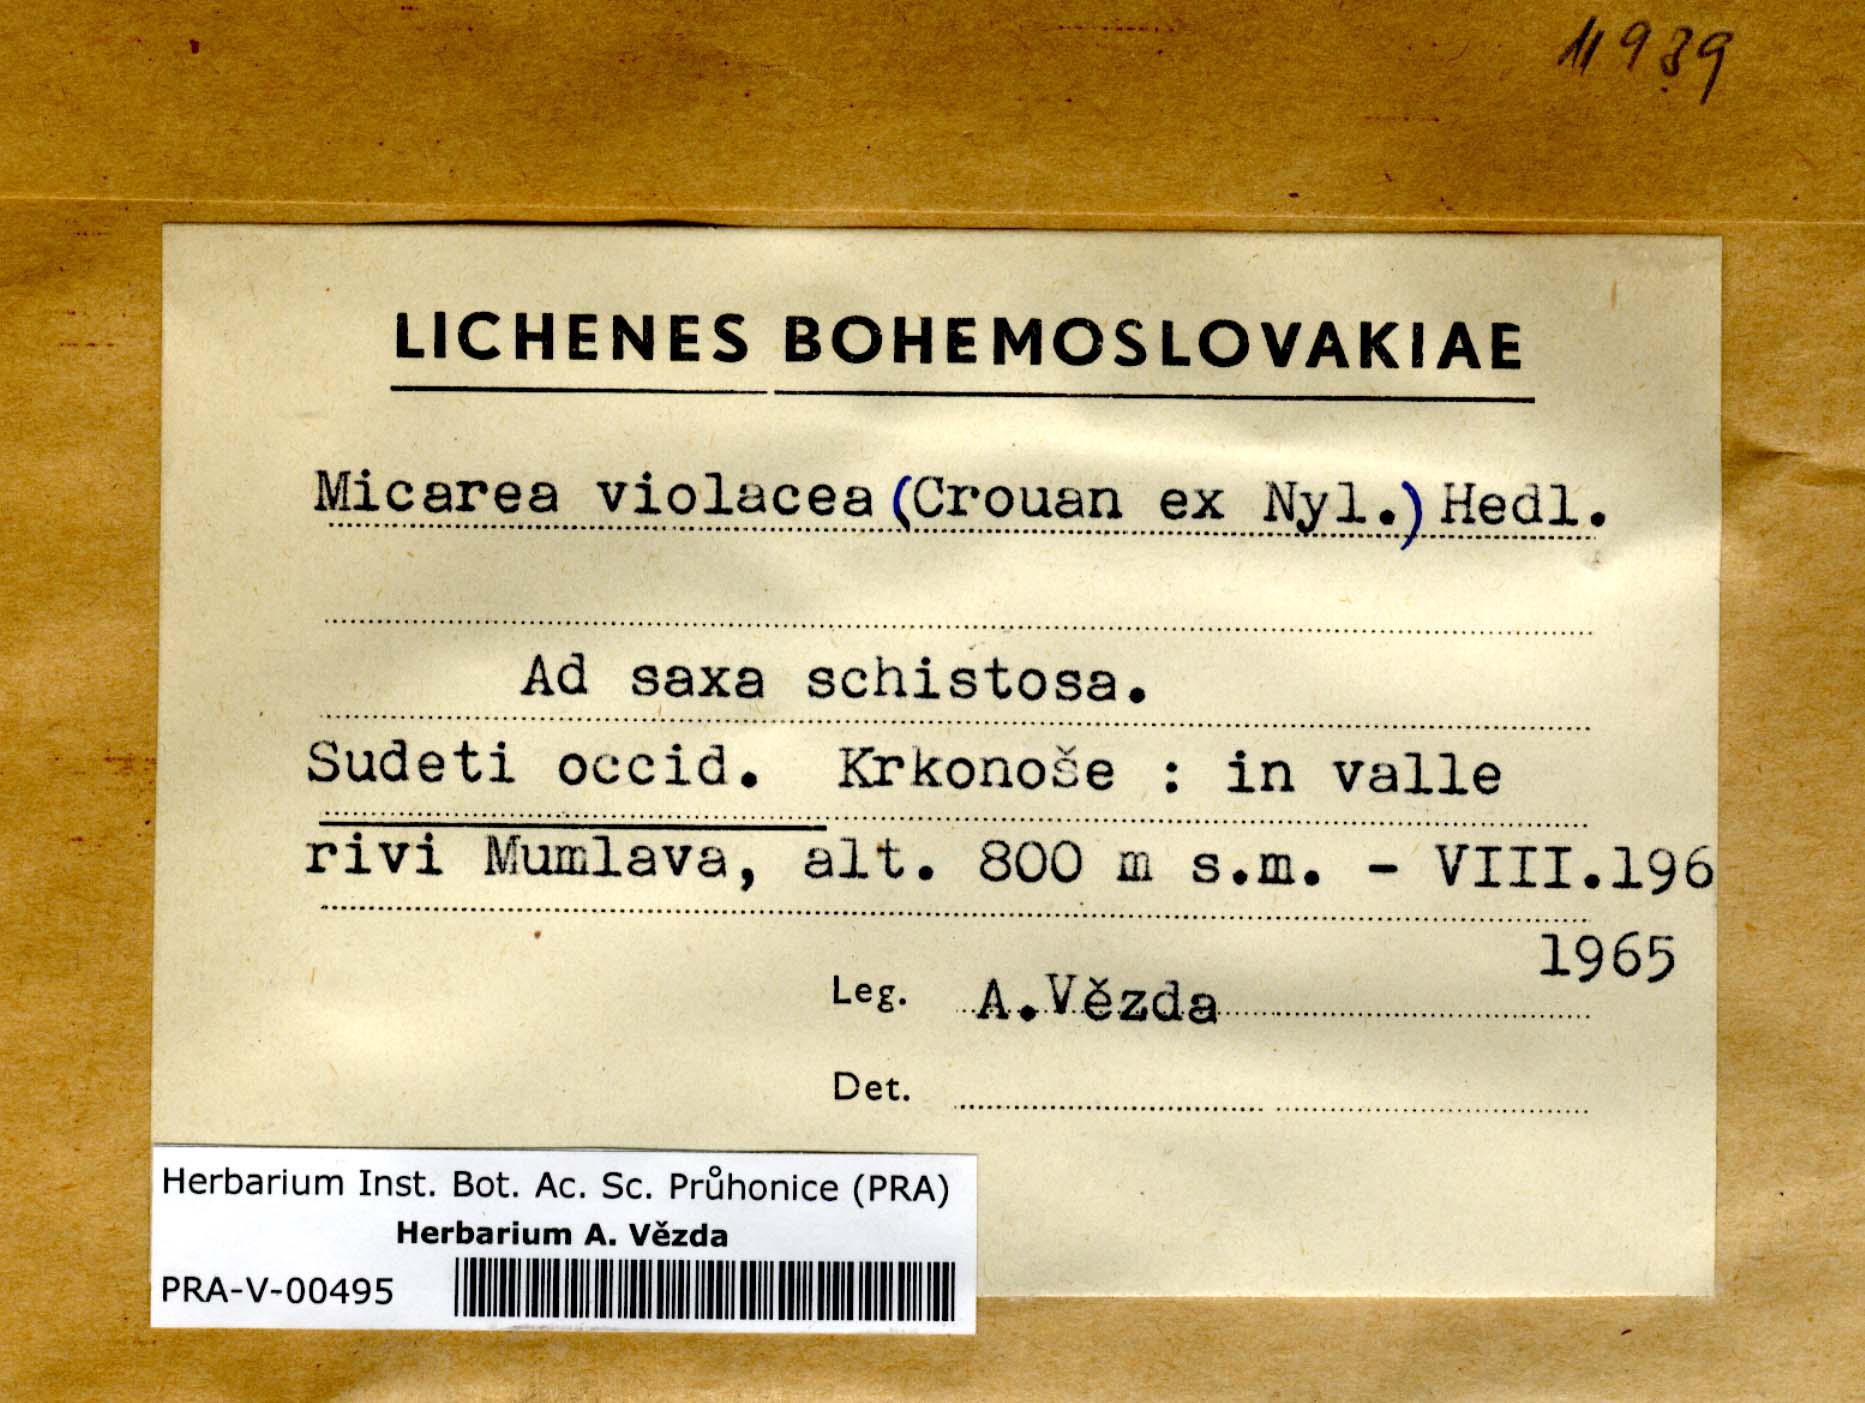 11939
LICHENES BOHEMOSLOVAKIAE
Micarea violacea (Crouan ex Nyl.) Hedl.
Ad saxa schistosa.
Sudeti occid. Krkonoše : in valle
rivi Mumlava, alt. 800 m s.m. - VIII.196
1965
Leg. A.Vězda
Det.
Herbarium Inst. Bot. Ac. Sc. Průhonice (PRA)
Herbarium A. Vězda
PRA-V-00495